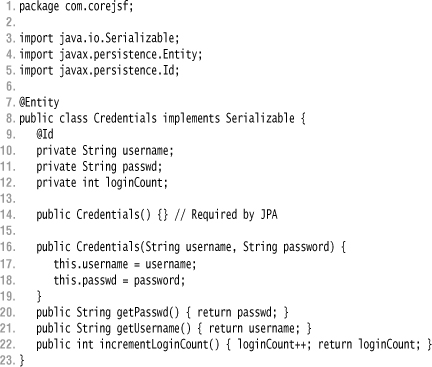 1. package com.corejsf;
2.
3. import java.io.Serializable;
4. import javax.persistence.Entity;
5. import javax.persistence.Id;
6.
7. @Entity
8. public class Credentials implements Serializable {
9.    @Id
10.    private String username;
11.    private String passwd;
12.    private int loginCount;
13.
14.    public Credentials() {} // Required by JPA
15.
16.    public Credentials(String username, String password) {
17.       this.username = username;
18.       this.passwd = password;
19.    }
20.    public String getPasswd() { return passwd; }
21.    public String getUsername() { return username; }
22.    public int incrementLoginCount() { loginCount++; return loginCount; }
23. }